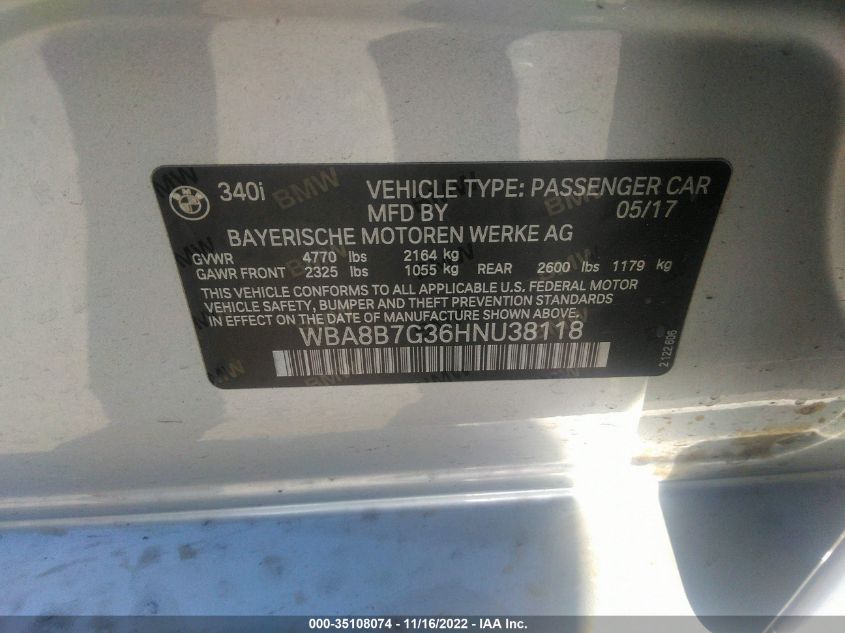 340i VEHICLE TYPE: PASSENGER CAR
MFD BY 05/17
BAYERISCHE MOTOREN WERKE AG
GVWR 4770 lbs 2164 kg
GAWR FRONT 2325 lbs 1055 kg REAR 2600 lbs 1179 kg
THIS VEHICLE CONFORMS TO ALL APPLICABLE U.S. FEDERAL MOTOR
VEHICLE SAFETY, BUMPER AND THEFT PREVENTION STANDARDS
IN EFFECT ON THE DATE OF MANUFACTURE SHOWN ABOVE.
WBA8B7G36HNU38118
2 122 606
000-35108074 - 11/16/2022 - IAA Inc.